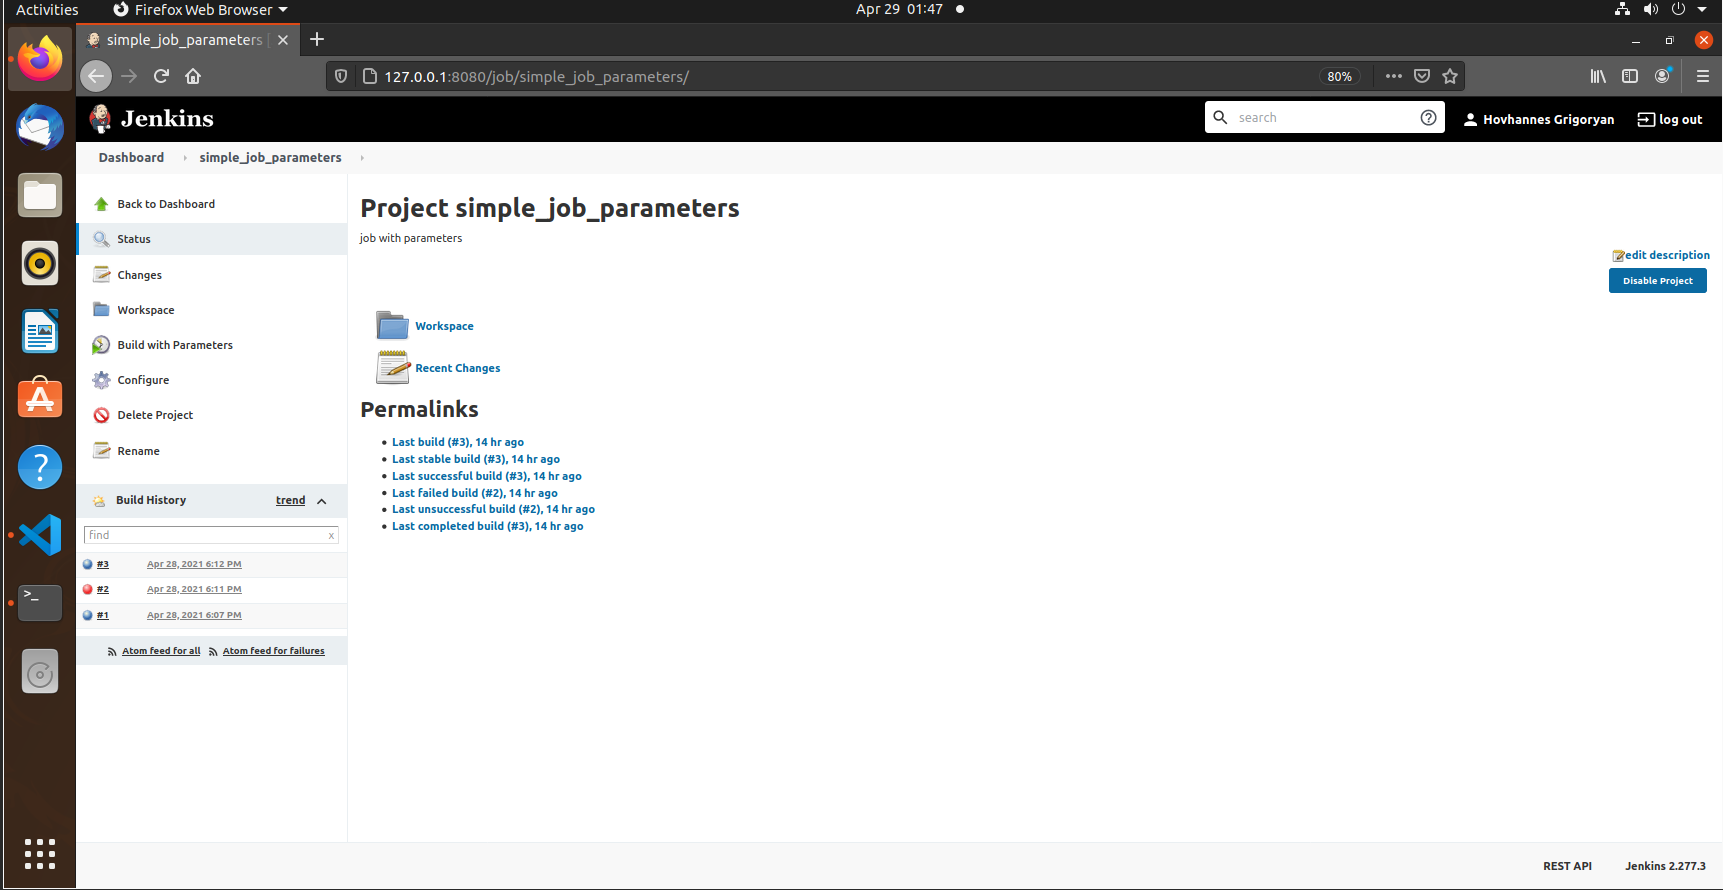 Activities
Firefox Web Browser
Apr 29 01:47
simple_job_parameters [
127.0.0.1:8080/job/simple_job_parameters/
80%
Jenkins
search
Hovhannes Grigoryan
log out
Dashboard
simple_job_parameters
Back to Dashboard
Status
Changes
Workspace
Build with Parameters
Configure
Delete Project
Rename
Build History
trend
find
x
#3 Apr 28, 2021 6:12 PM
#2 Apr 28, 2021 6:11 PM
#1 Apr 28, 2021 6:07 PM
Atom feed for all
Atom feed for failures
Project simple_job_parameters
job with parameters
edit description
Disable Project
Workspace
Recent Changes
Permalinks
Last build (#3), 14 hr ago
Last stable build (#3), 14 hr ago
Last successful build (#3), 14 hr ago
Last failed build (#2), 14 hr ago
Last unsuccessful build (#2), 14 hr ago
Last completed build (#3), 14 hr ago
REST API
Jenkins 2.277.3